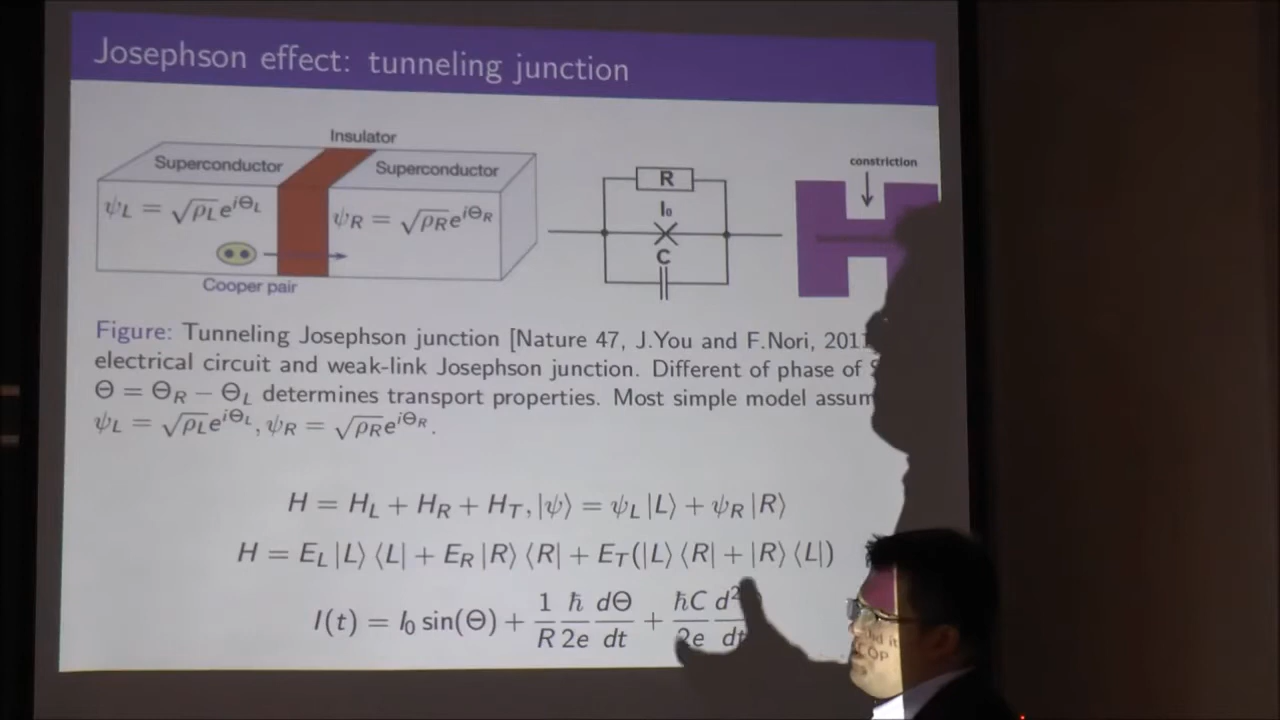 Josephson effect: tunneling junction
Insulator
Superconductor
Superconductor
ψ_L = √ρ_L e^{iΘ_L}
ψ_R = √ρ_R e^{iΘ_R}
Cooper pair
R
I₀
C
constriction
Figure: Tunneling Josephson junction [Nature 47, J.You and F.Nori, 2011
electrical circuit and weak-link Josephson junction. Different of phase of
Θ = Θ_R − Θ_L determines transport properties. Most simple model
ψ_L = √ρ_L e^{iΘ_L}, ψ_R = √ρ_R e^{iΘ_R}.
H = H_L + H_R + H_T, |ψ⟩ = ψ_L |L⟩ + ψ_R |R⟩
H = E_L |L⟩ ⟨L| + E_R |R⟩ ⟨R| + E_T(|L⟩ ⟨R| + |R⟩ ⟨L|)
I(t) = I₀ sin(Θ) + 1/R ħ/2e dΘ/dt + ħC/2e d²